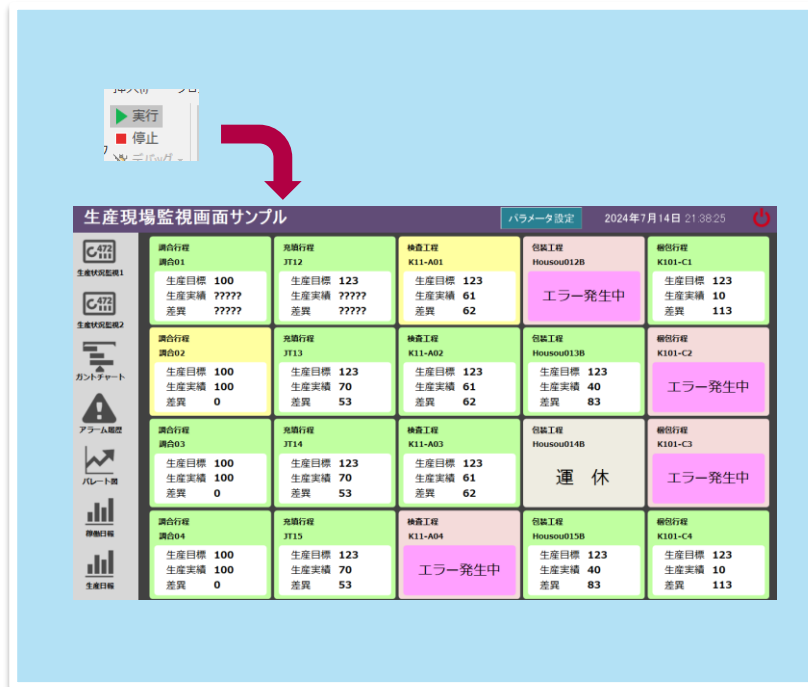 実行
停止
デバッグ
生産現場監視画面サンプル
パラメータ設定
2024年7月14日 21:38:25
生産状況監視1
生産状況監視2
ガントチャート
アラーム履歴
パレート図
稼働日報
生産日報
調合行程
調合01
生産目標 100
生産実績 ?????
差異 ?????
充填行程
JT12
生産目標 123
生産実績 ?????
差異 ?????
検査工程
K11-A01
生産目標 123
生産実績 61
差異 62
包装工程
Housou012B
エラー発生中
梱包行程
K101-C1
生産目標 123
生産実績 10
差異 113
調合行程
調合02
生産目標 100
生産実績 100
差異 0
充填行程
JT13
生産目標 123
生産実績 70
差異 53
検査工程
K11-A02
生産目標 123
生産実績 61
差異 62
包装工程
Housou013B
生産目標 123
生産実績 40
差異 83
梱包行程
K101-C2
エラー発生中
調合行程
調合03
生産目標 100
生産実績 100
差異 0
充填行程
JT14
生産目標 123
生産実績 70
差異 53
検査工程
K11-A03
生産目標 123
生産実績 61
差異 62
包装工程
Housou014B
運 休
梱包行程
K101-C3
エラー発生中
調合行程
調合04
生産目標 100
生産実績 100
差異 0
充填行程
JT15
生産目標 123
生産実績 70
差異 53
検査工程
K11-A04
エラー発生中
包装工程
Housou015B
生産目標 123
生産実績 40
差異 83
梱包行程
K101-C4
生産目標 123
生産実績 10
差異 113